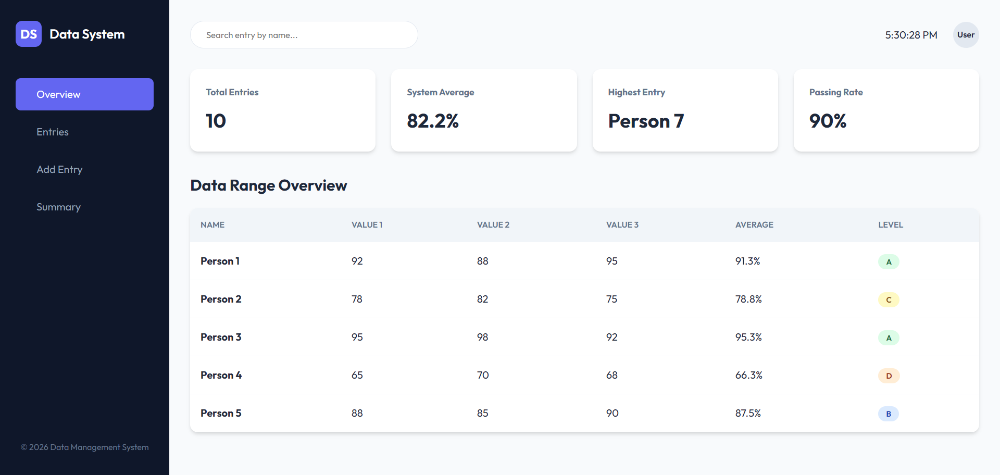 DS Data System
Overview
Entries
Add Entry
Summary
© 2026 Data Management System
Search entry by name...
5:30:28 PM User
Total Entries
10
System Average
82.2%
Highest Entry
Person 7
Passing Rate
90%
Data Range Overview
NAME VALUE 1 VALUE 2 VALUE 3 AVERAGE LEVEL
Person 1 92 88 95 91.3% A
Person 2 78 82 75 78.8% C
Person 3 95 98 92 95.3% A
Person 4 65 70 68 66.3% D
Person 5 88 85 90 87.5% B